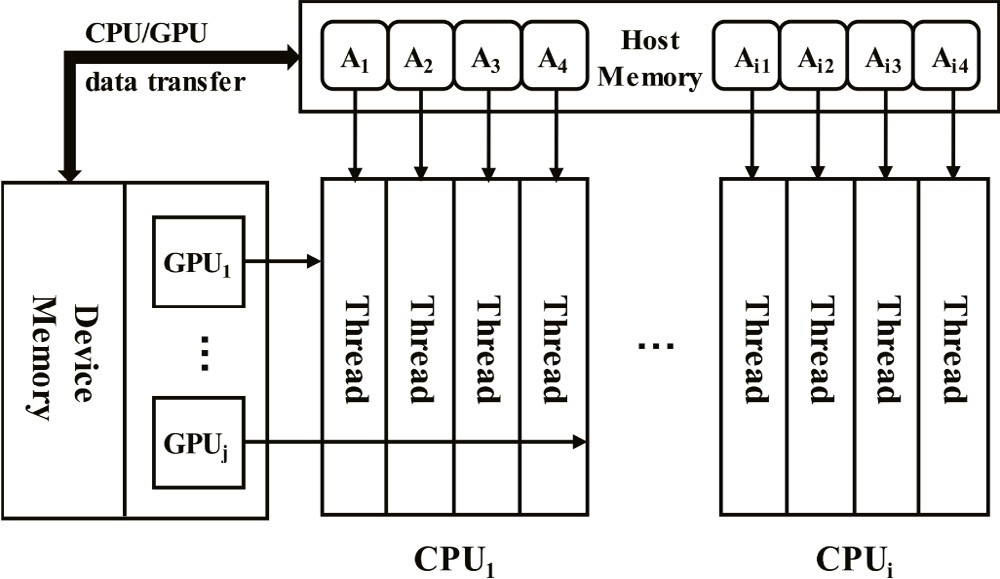 CPU/GPU
data transfer
A1 A2 A3 A4
Host
Memory
Ai1 Ai2 Ai3 Ai4
Device
Memory
GPU1
...
GPUj
Thread Thread Thread Thread
...
Thread Thread Thread Thread
CPU1
CPUi